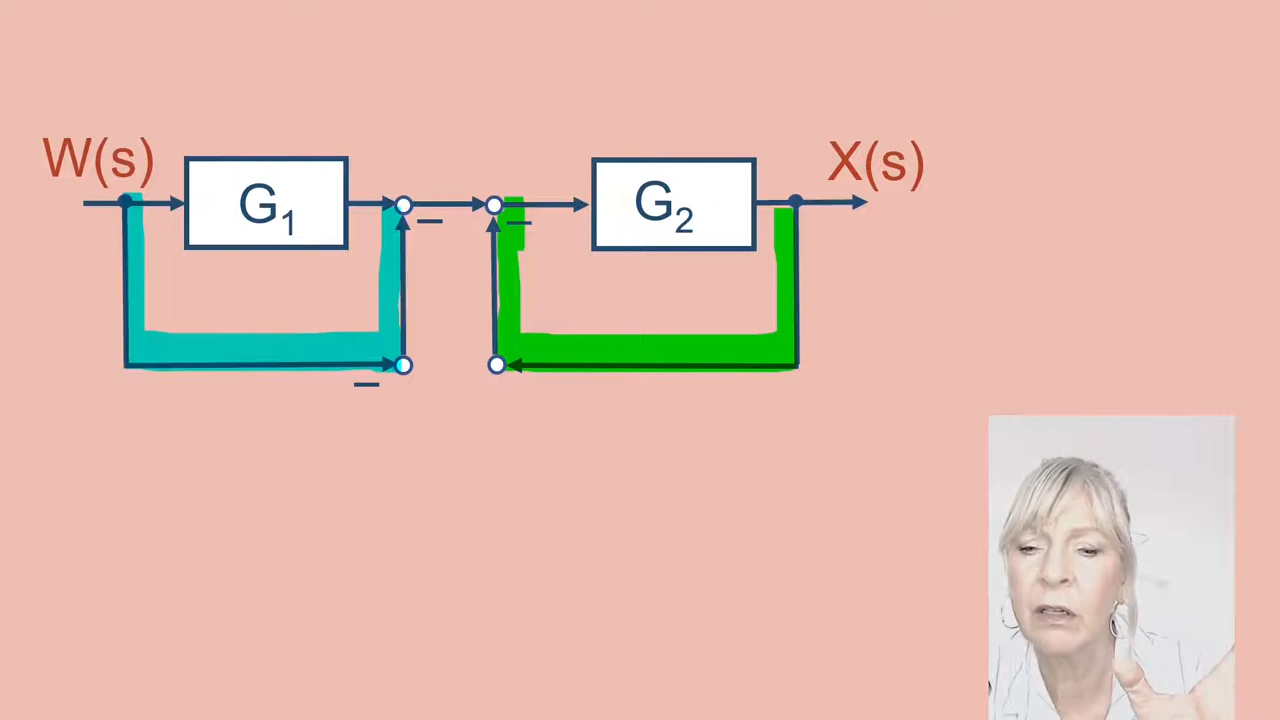 W(s)
G₁
–
–
G₂
X(s)
–